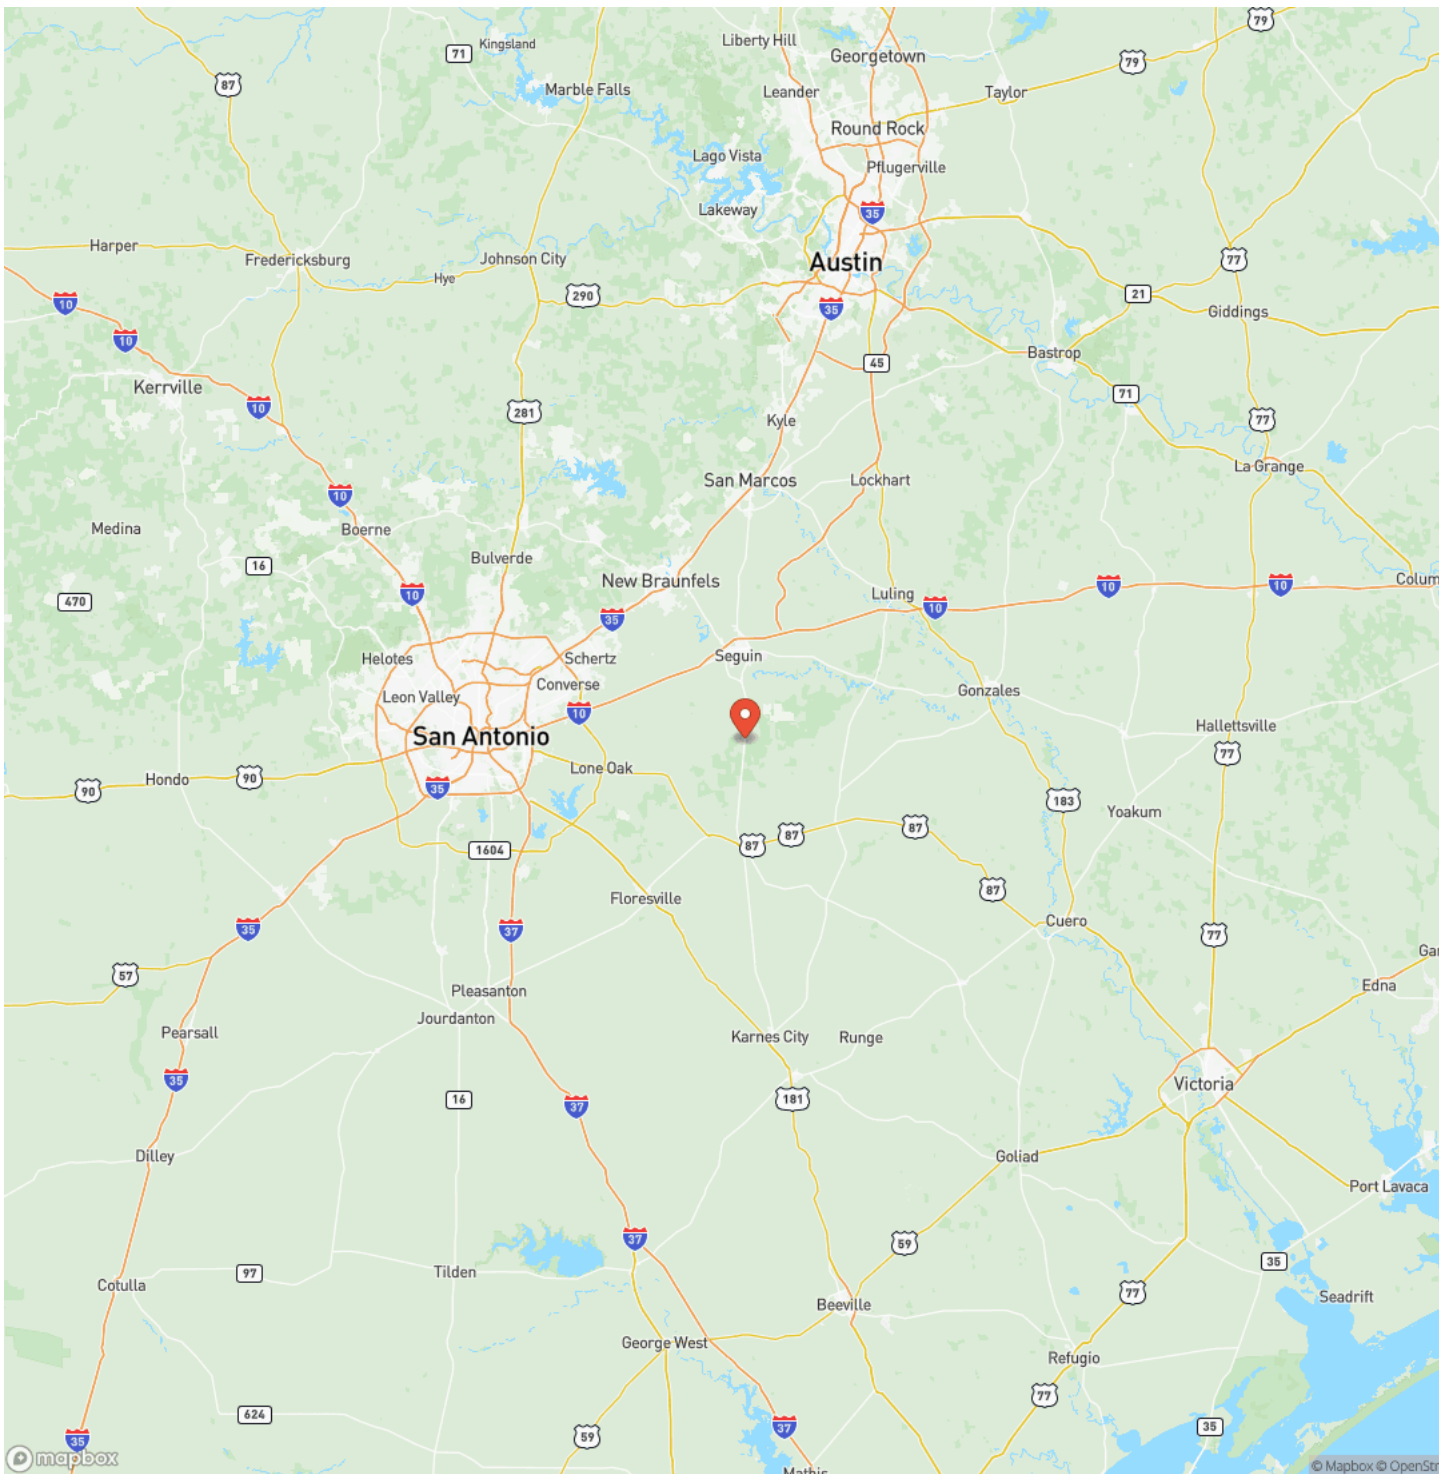 79
Kingsland
71
Liberty Hill
Georgetown
79
87
Marble Falls
Leander
Taylor
Round Rock
Lago Vista
Pflugerville
Lakeway
35
Harper
Fredericksburg
Johnson City
Austin
77
Hye
10
290
35
21
Giddings
10
Bastrop
Kerrville
45
71
10
281
Kyle
77
La Grange
10
San Marcos
Lockhart
Medina
Boerne
Bulverde
16
New Braunfels
10
10
Colum
470
10
Luling
10
35
Helotes
Schertz
Seguin
Leon Valley
Converse
Gonzales
10
Hallettsville
San Antonio
77
Lone Oak
Hondo
90
90
35
183
Yoakum
87
87
87
1604
87
Floresville
Cuero
35
37
77
Gan
57
Pleasanton
Edna
Jourdanton
Pearsall
Karnes City
Runge
35
Victoria
16
181
37
Dilley
Goliad
Port Lavaca
37
59
97
Tilden
35
Cotulla
77
Seadrift
Beeville
George West
Refugio
77
624
37
35
59
35
mapbox
Mathis
© Mapbox © OpenStr